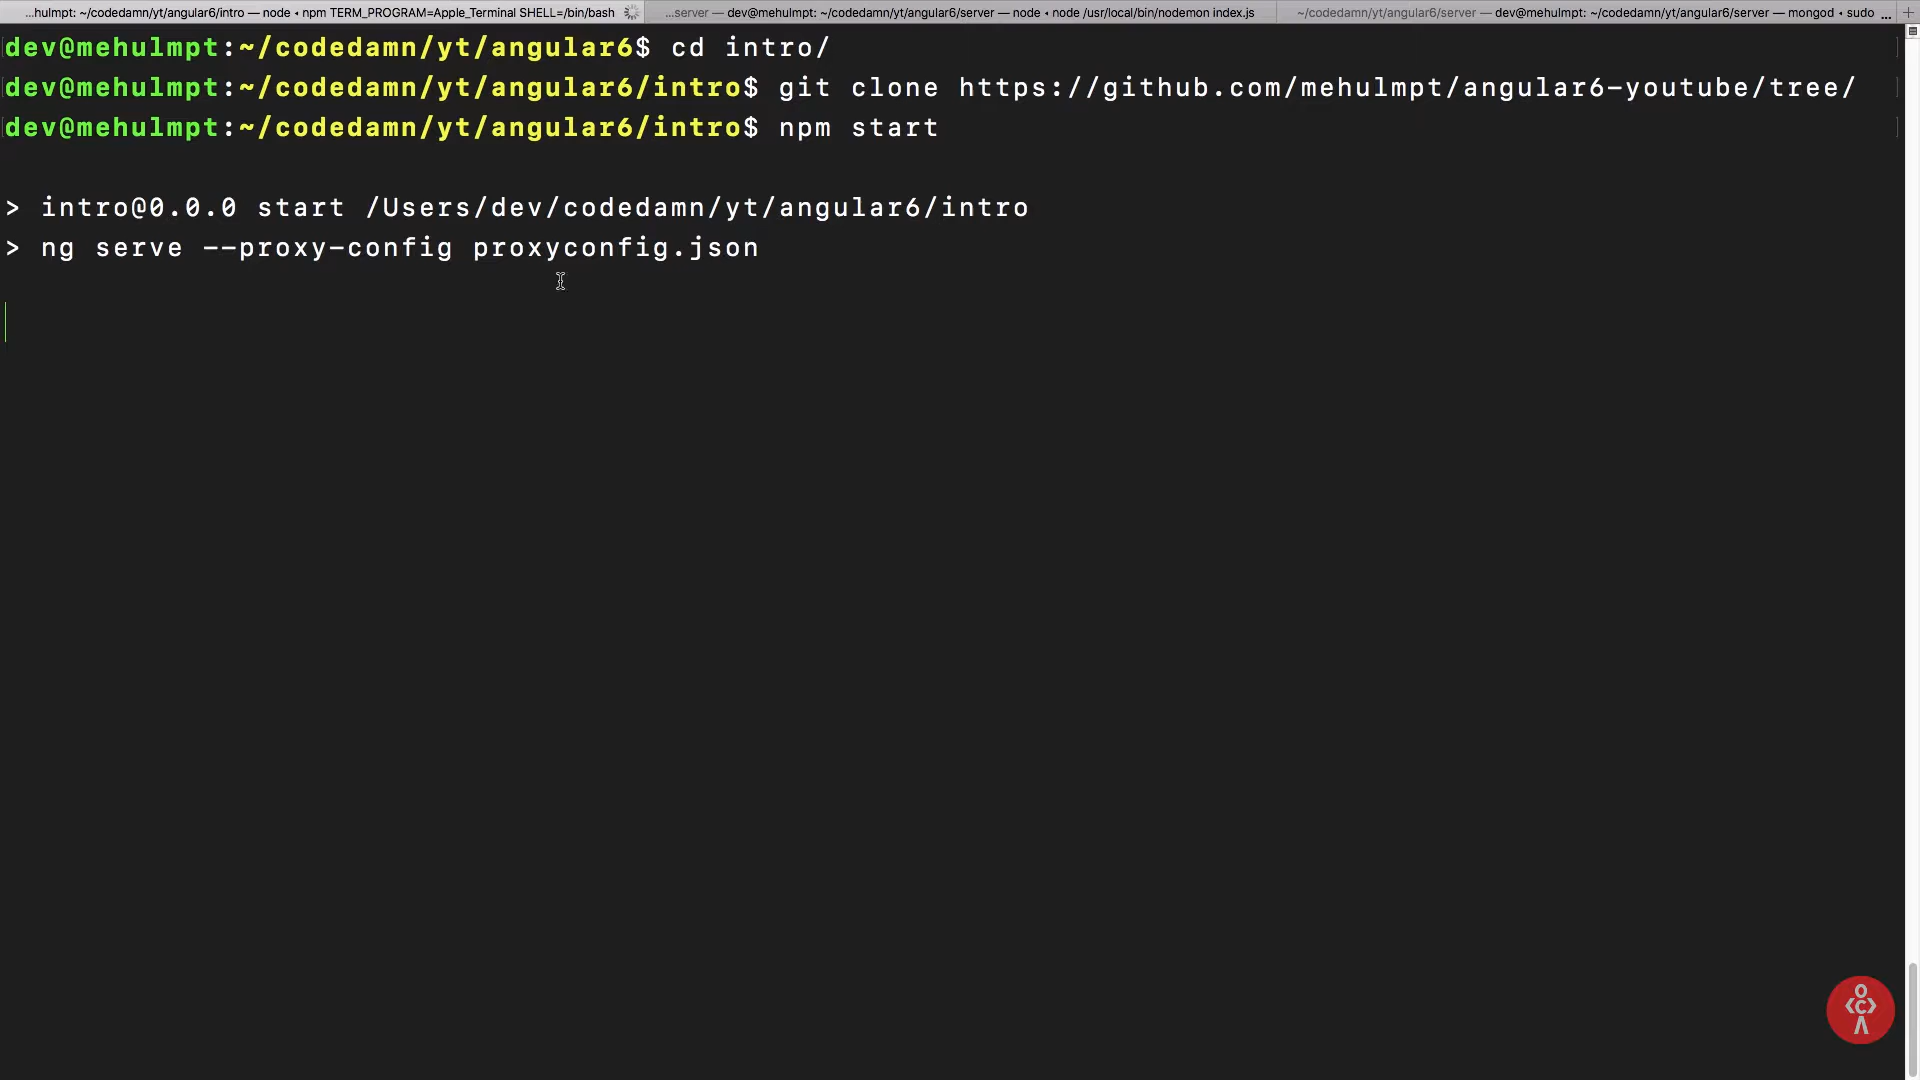 ...hulmpt: ~/codedamn/yt/angular6/intro — node ◂ npm TERM_PROGRAM=Apple_Terminal SHELL=/bin/bash
...server — dev@mehulmpt: ~/codedamn/yt/angular6/server — node ◂ node /usr/local/bin/nodemon index.js
~/codedamn/yt/angular6/server — dev@mehulmpt: ~/codedamn/yt/angular6/server — mongod ◂ sudo ...
dev@mehulmpt:~/codedamn/yt/angular6$ cd intro/
dev@mehulmpt:~/codedamn/yt/angular6/intro$ git clone https://github.com/mehulmpt/angular6-youtube/tree/
dev@mehulmpt:~/codedamn/yt/angular6/intro$ npm start
> intro@0.0.0 start /Users/dev/codedamn/yt/angular6/intro
> ng serve --proxy-config proxyconfig.json